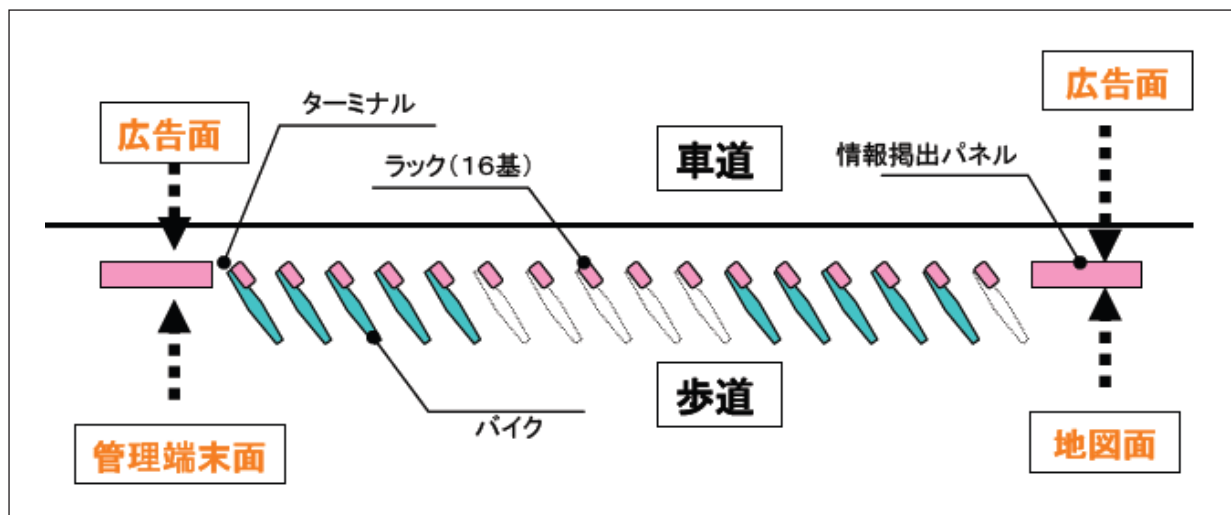 広告面
ターミナル
ラック（16基）
車道
広告面
情報掲出パネル
バイク
歩道
管理端末面
地図面